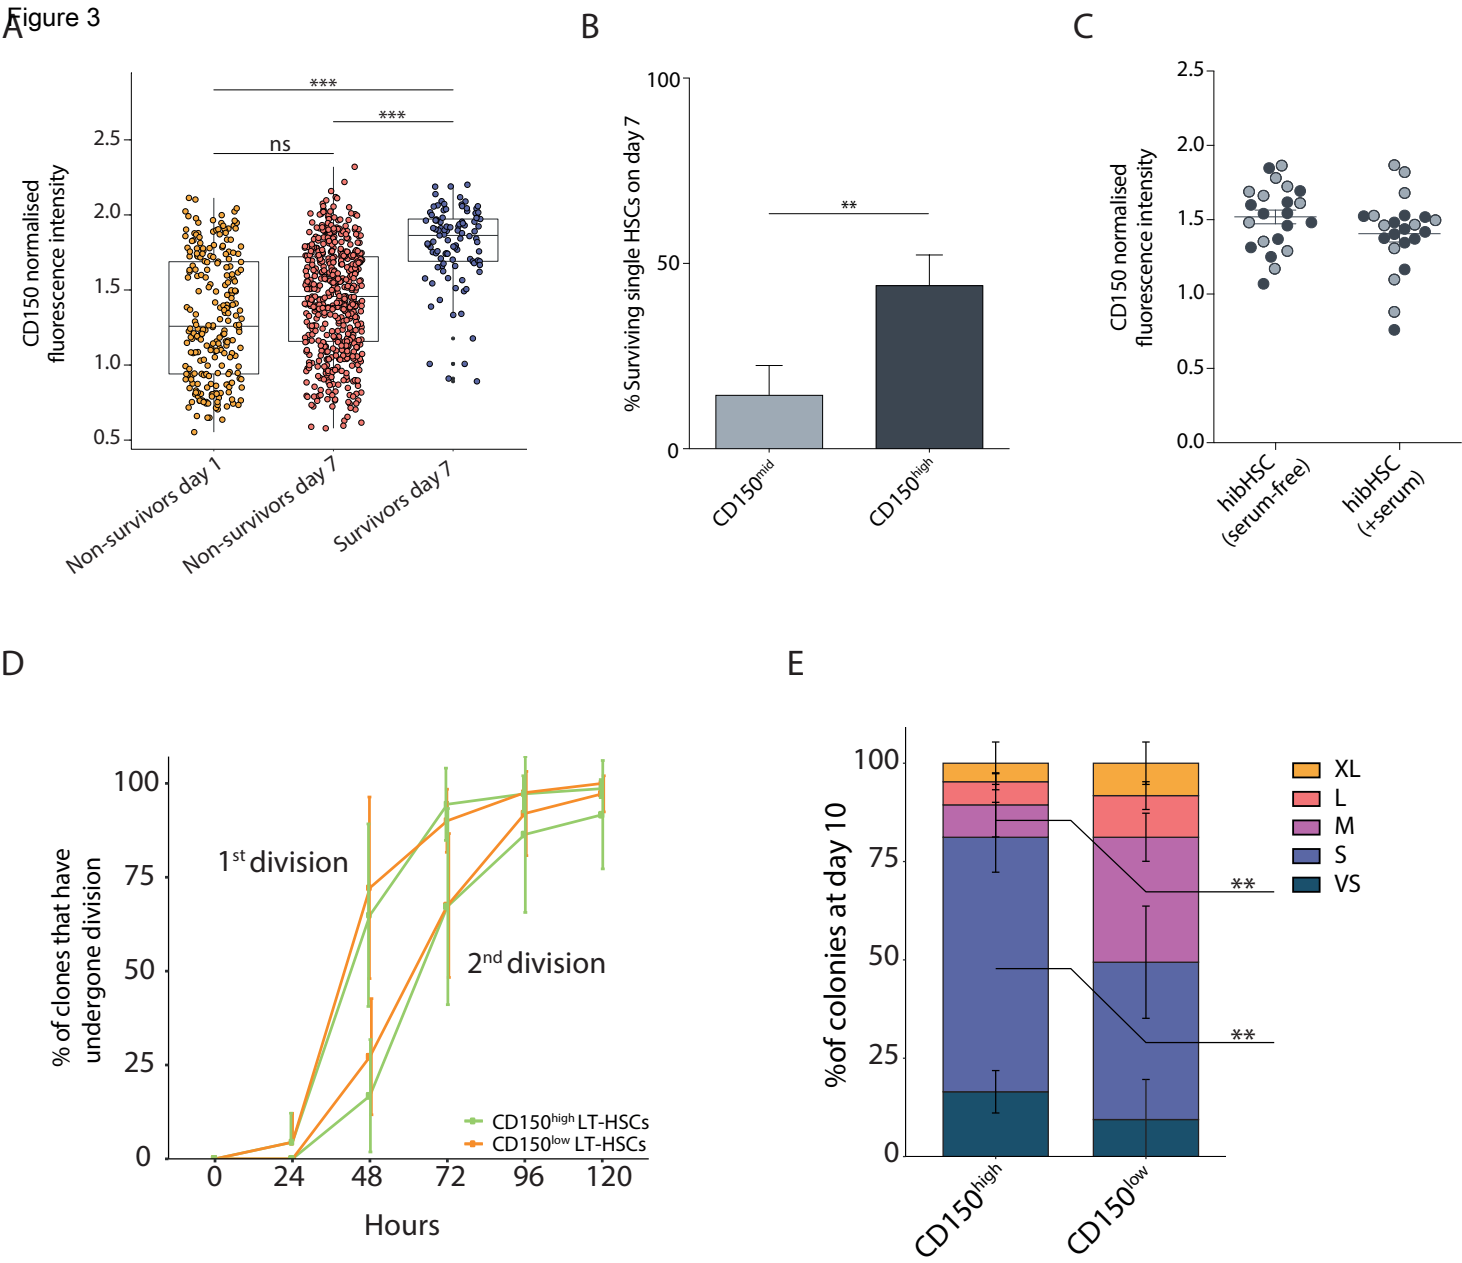 Figure 3
A
CD150 normalised
fluorescence intensity
2.5
2.0
1.5
1.0
0.5
***
***
ns
Non-survivors day 1
Non-survivors day 7
Survivors day 7
B
% Surviving single HSCs on day 7
100
50
0
**
CD150mid
CD150high
C
CD150 normalised
fluorescence intensity
2.5
2.0
1.5
1.0
0.5
0.0
hibHSC
(serum-free)
hibHSC
(+serum)
D
% of clones that have
undergone division
100
75
50
25
0
1st division
2nd division
CD150high LT-HSCs
CD150low LT-HSCs
0 24 48 72 96 120
Hours
E
%of colonies at day 10
100
75
50
25
0
**
**
XL
L
M
S
VS
CD150high
CD150low